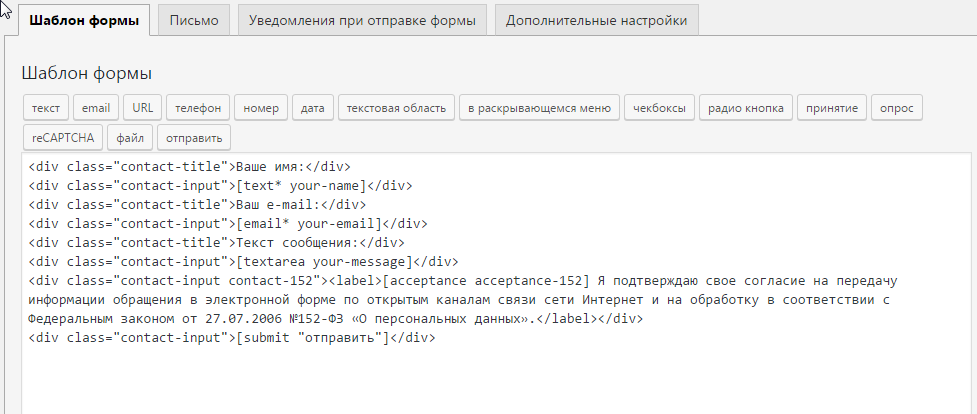 Шаблон формы Письмо Уведомления при отправке формы Дополнительные настройки
Шаблон формы
текст email URL телефон номер дата текстовая область в раскрывающемся меню чекбоксы радио кнопка принятие опрос
reCAPTCHA файл отправить
<div class="contact-title">Ваше имя:</div>
<div class="contact-input">[text* your-name]</div>
<div class="contact-title">Ваш e-mail:</div>
<div class="contact-input">[email* your-email]</div>
<div class="contact-title">Текст сообщения:</div>
<div class="contact-input">[textarea your-message]</div>
<div class="contact-input contact-152"><label>[acceptance acceptance-152] Я подтверждаю свое согласие на передачу
информации обращения в электронной форме по открытым каналам связи сети Интернет и на обработку в соответствии с
Федеральным законом от 27.07.2006 №152-ФЗ «О персональных данных».</label></div>
<div class="contact-input">[submit "отправить"]</div>